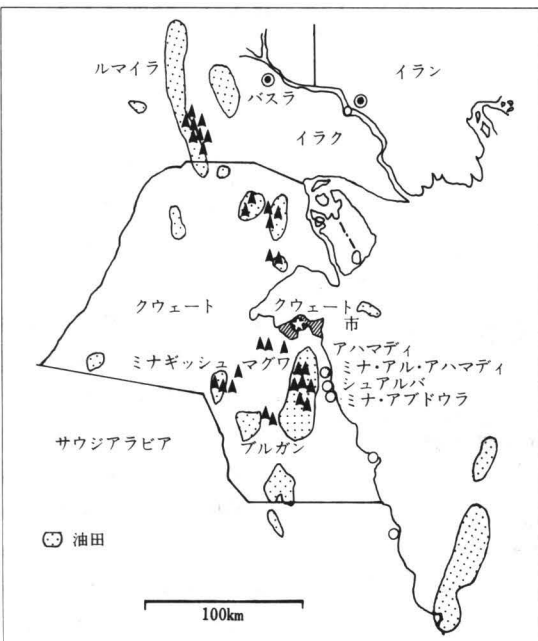 ルマイラ
イラン
バスラ
イラク
クウェート
クウェート
市
アハマディ
ミナギッシュ マグワ
ミナ・アル・アハマディ
シュアルバ
ミナ・アブドウラ
サウジアラビア
ブルガン
油田
100km